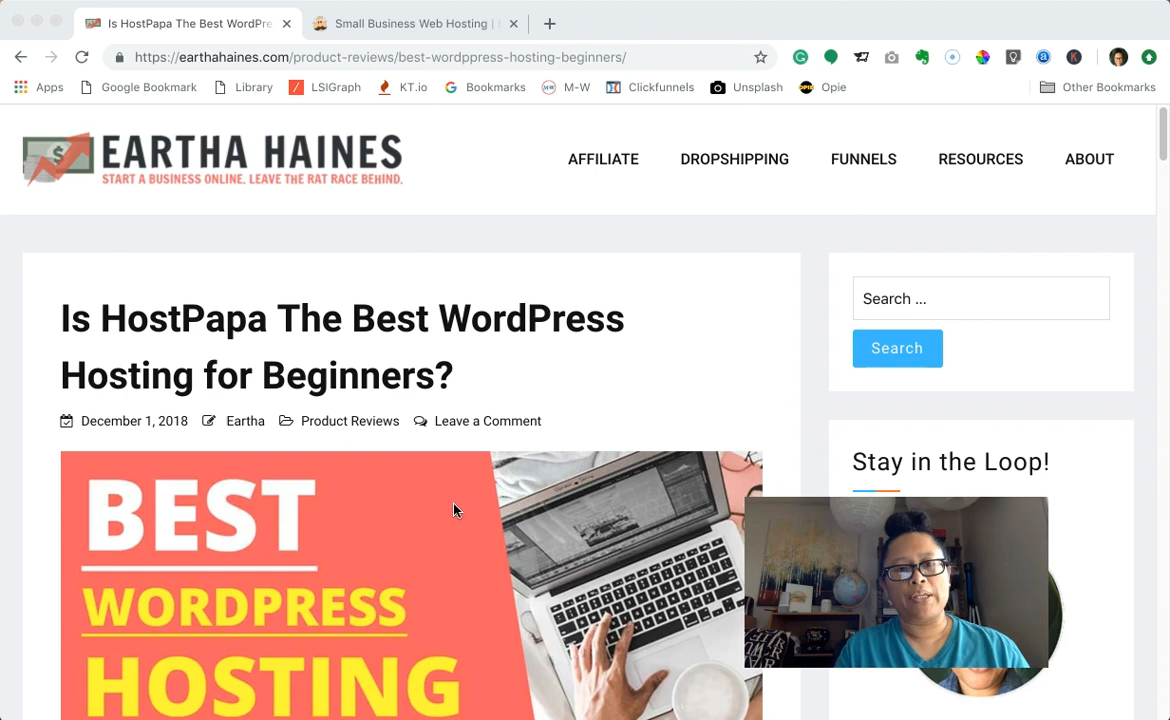 Is HostPapa The Best WordPre
Small Business Web Hosting |
https://earthahaines.com/product-reviews/best-wordppress-hosting-beginners/
Apps
Google Bookmark
Library
LSIGraph
KT.io
Bookmarks
M-W
Clickfunnels
Unsplash
Opie
Other Bookmarks
EARTHA HAINES
START A BUSINESS ONLINE. LEAVE THE RAT RACE BEHIND.
AFFILIATE
DROPSHIPPING
FUNNELS
RESOURCES
ABOUT
Is HostPapa The Best WordPress
Hosting for Beginners?
December 1, 2018
Eartha
Product Reviews
Leave a Comment
Search ...
Search
Stay in the Loop!
BEST
WORDPRESS
HOSTING